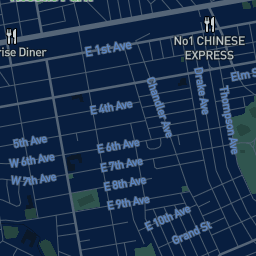 No1 CHINESE
EXPRESS
rise Diner
E 1st Ave
Elm S
Drake Ave
Thompson Ave
Chandler Ave
E 4th Ave
5th Ave
W 6th Ave
W 7th Ave
E 6th Ave
E 7th Ave
E 8th Ave
E 9th Ave
E 10th Ave
Grand St